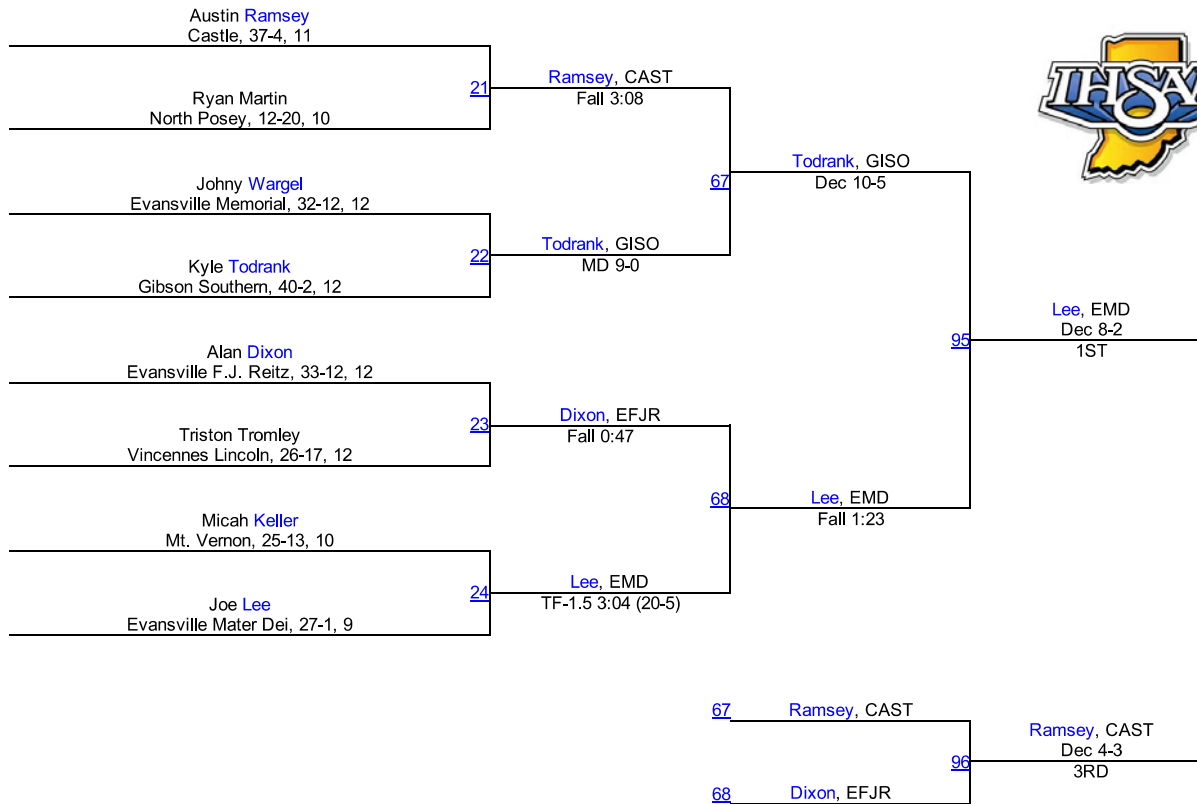 Austin Ramsey
Castle, 37-4, 11
21
Ramsey, CAST
Fall 3:08
Ryan Martin
North Posey, 12-20, 10
IHSAA
67
Todrank, GISO
Dec 10-5
Johny Wargel
Evansville Memorial, 32-12, 12
22
Todrank, GISO
MD 9-0
Kyle Todrank
Gibson Southern, 40-2, 12
95
Lee, EMD
Dec 8-2
1ST
Alan Dixon
Evansville F.J. Reitz, 33-12, 12
23
Dixon, EFJR
Fall 0:47
Triston Tromley
Vincennes Lincoln, 26-17, 12
68
Lee, EMD
Fall 1:23
Micah Keller
Mt. Vernon, 25-13, 10
24
Lee, EMD
TF-1.5 3:04 (20-5)
Joe Lee
Evansville Mater Dei, 27-1, 9
67
Ramsey, CAST
96
Ramsey, CAST
Dec 4-3
3RD
68
Dixon, EFJR